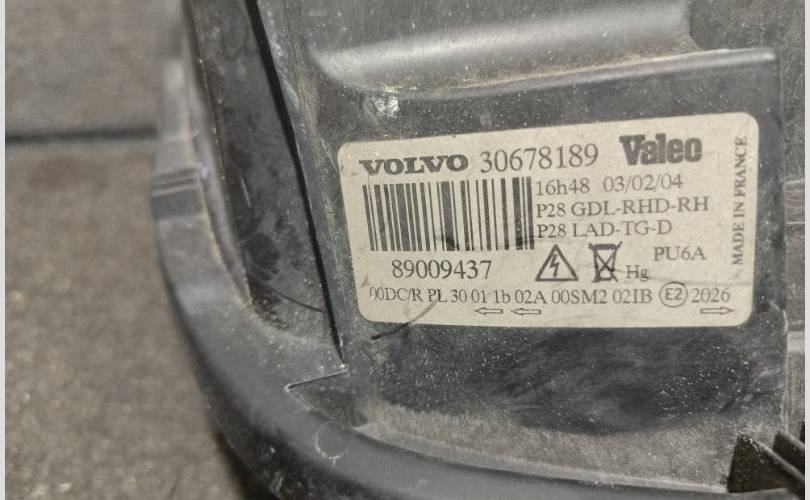 VOLVO 30678189 Valeo
16h48 03/02/04
P28 GDL-RHD-RH
P28 LAD-TG-D
MADE IN FRANCE
PU6A
89009437
Hg
00DC/R PL 30 01 1b 02A 00SM2 02IB E2 2026